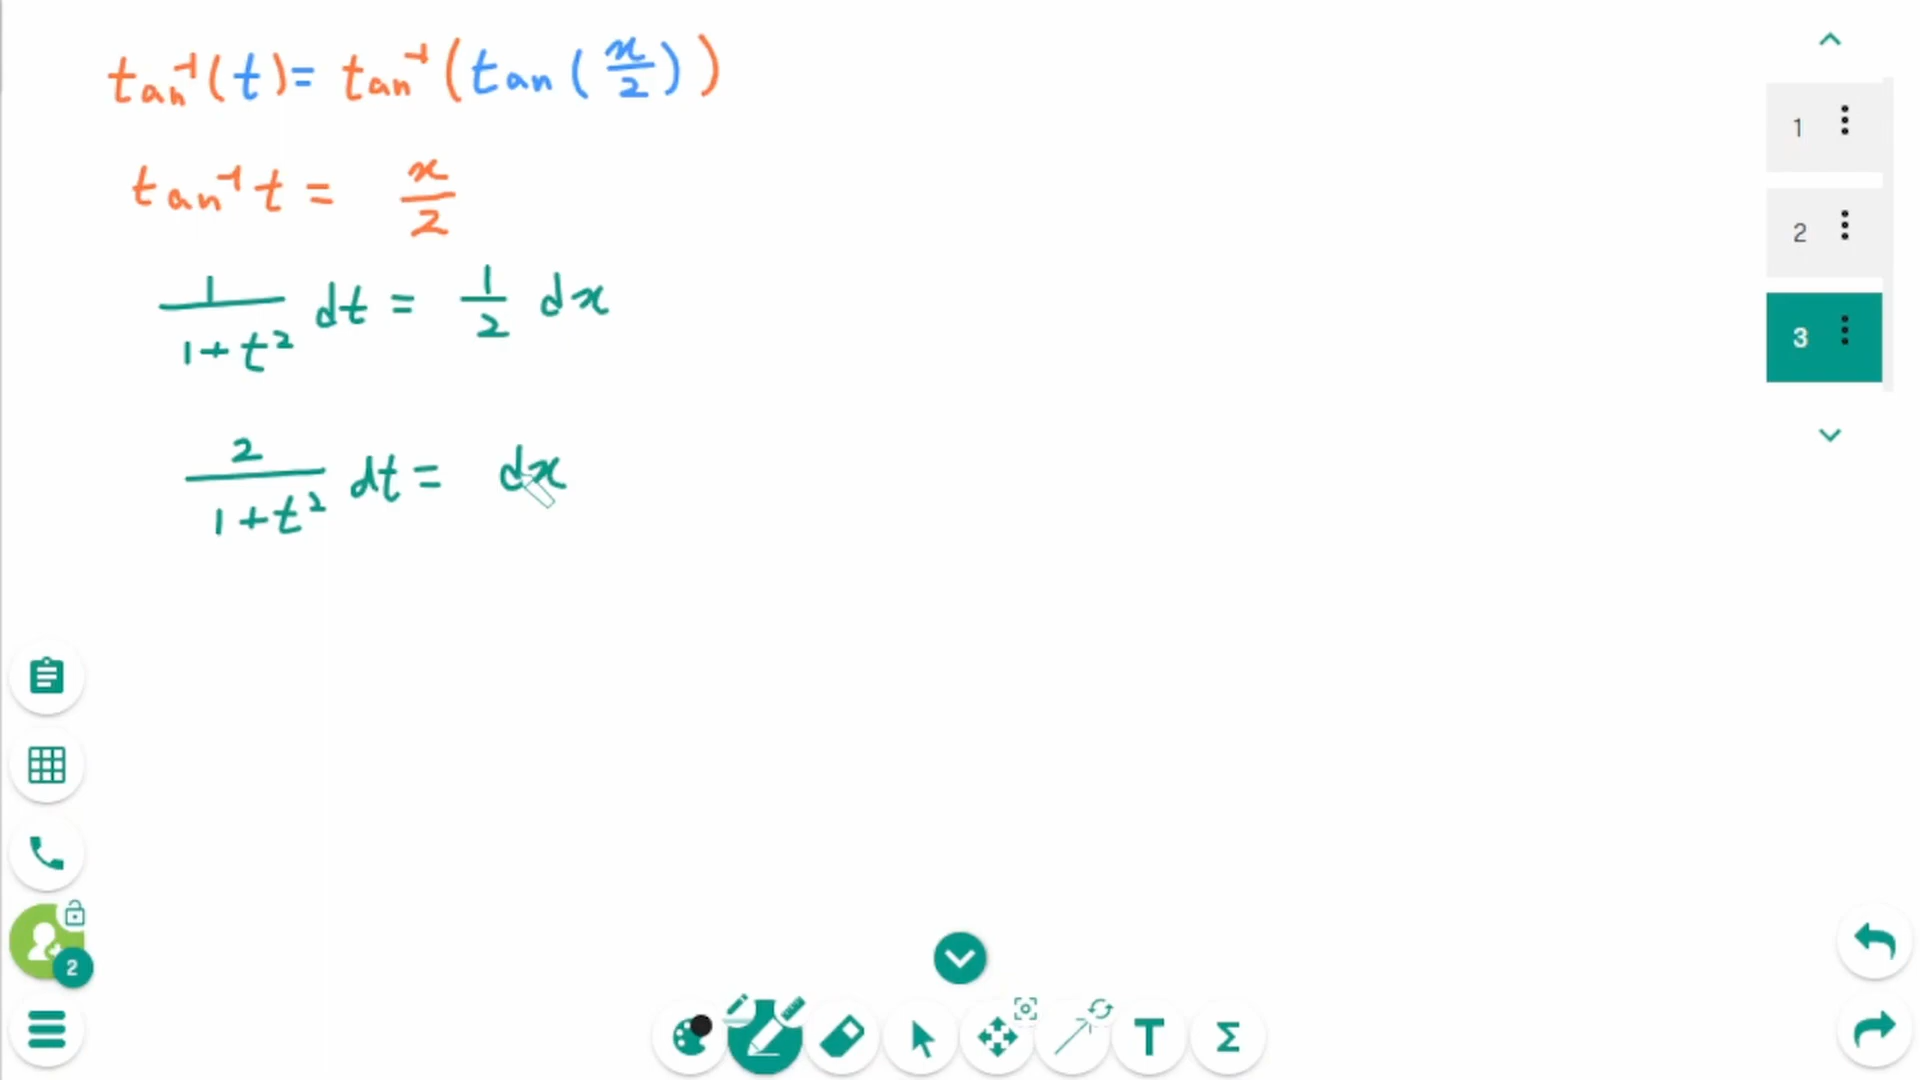 tan⁻¹(t) = tan⁻¹(tan(x/2))
tan⁻¹ t = x/2
1/(1+t²) dt = 1/2 dx
2/(1+t²) dt = dx
1
2
3
2
T
Σ